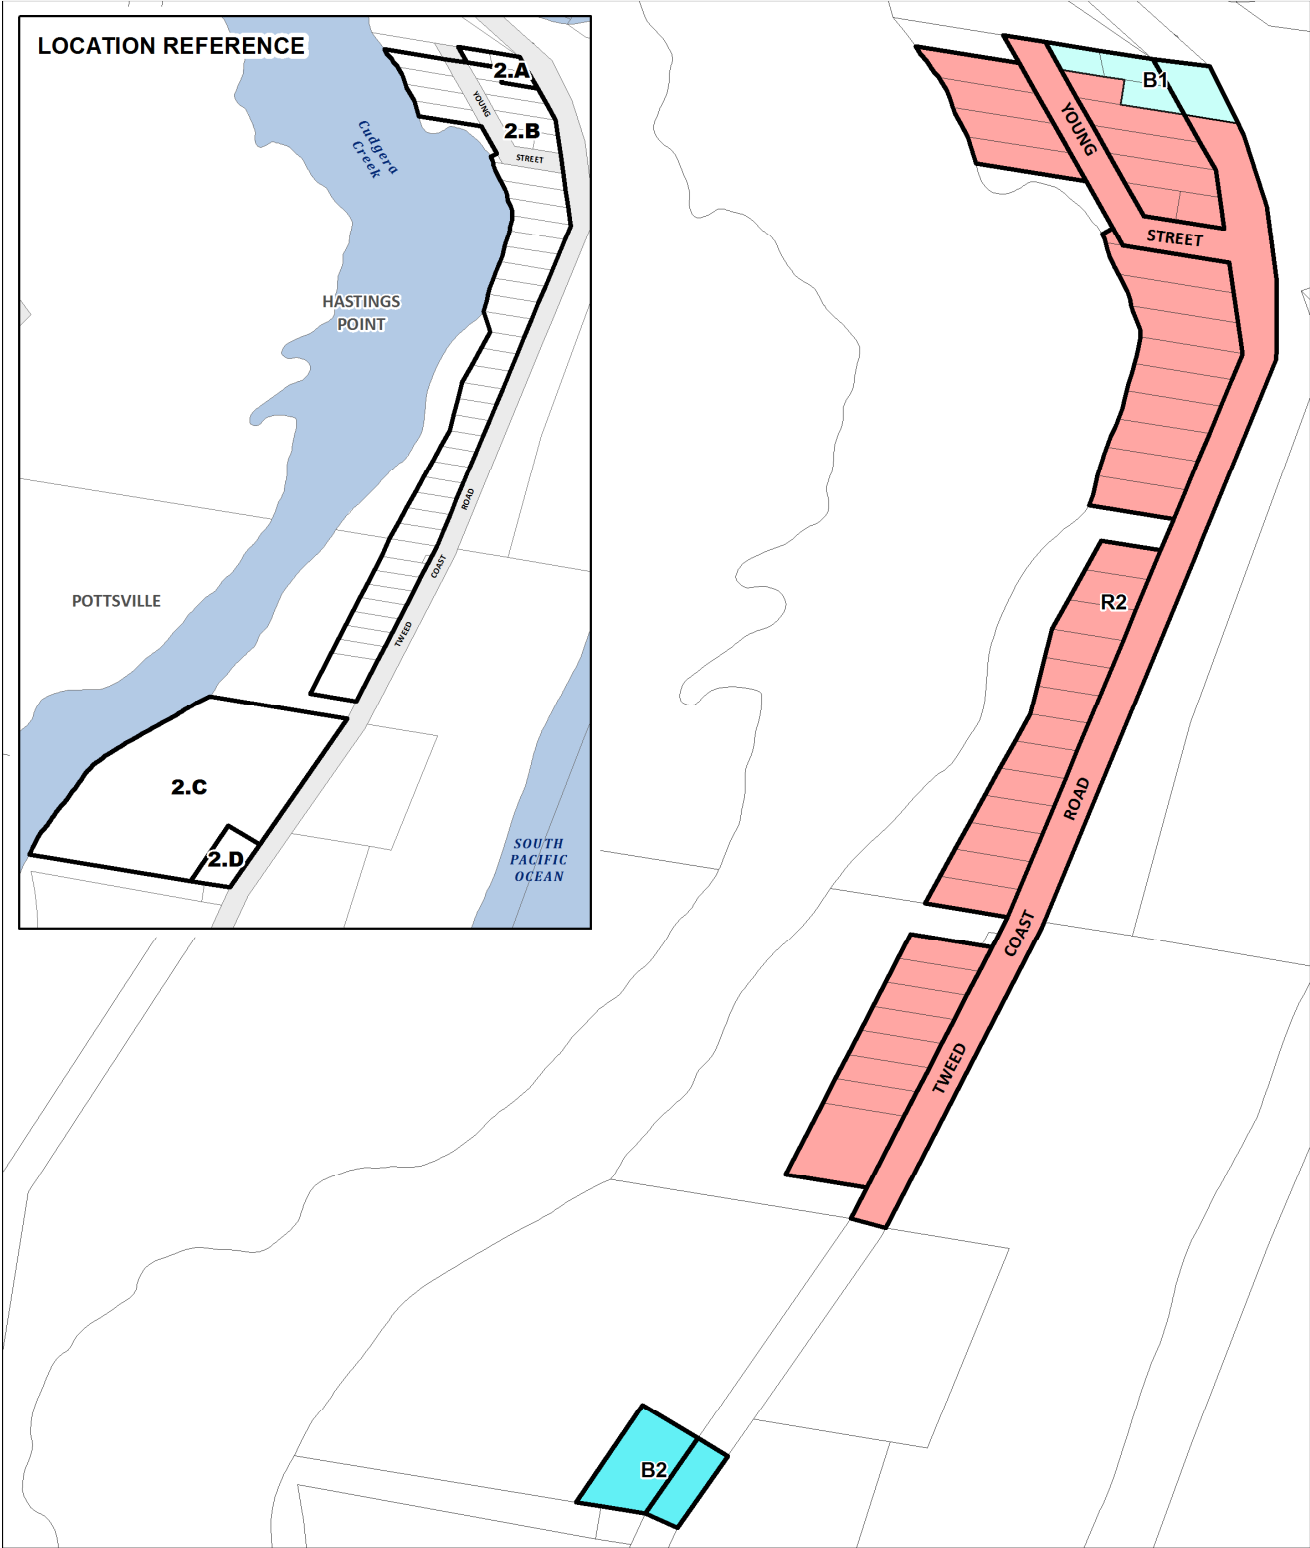 LOCATION REFERENCE
2.A
YOUNG
2.B
STREET
Cudgera
Creek
HASTINGS
POINT
ROAD
COAST
POTTSVILLE
TWEED
2.C
2.D
SOUTH
PACIFIC
OCEAN
B1
YOUNG
STREET
R2
ROAD
COAST
TWEED
B2